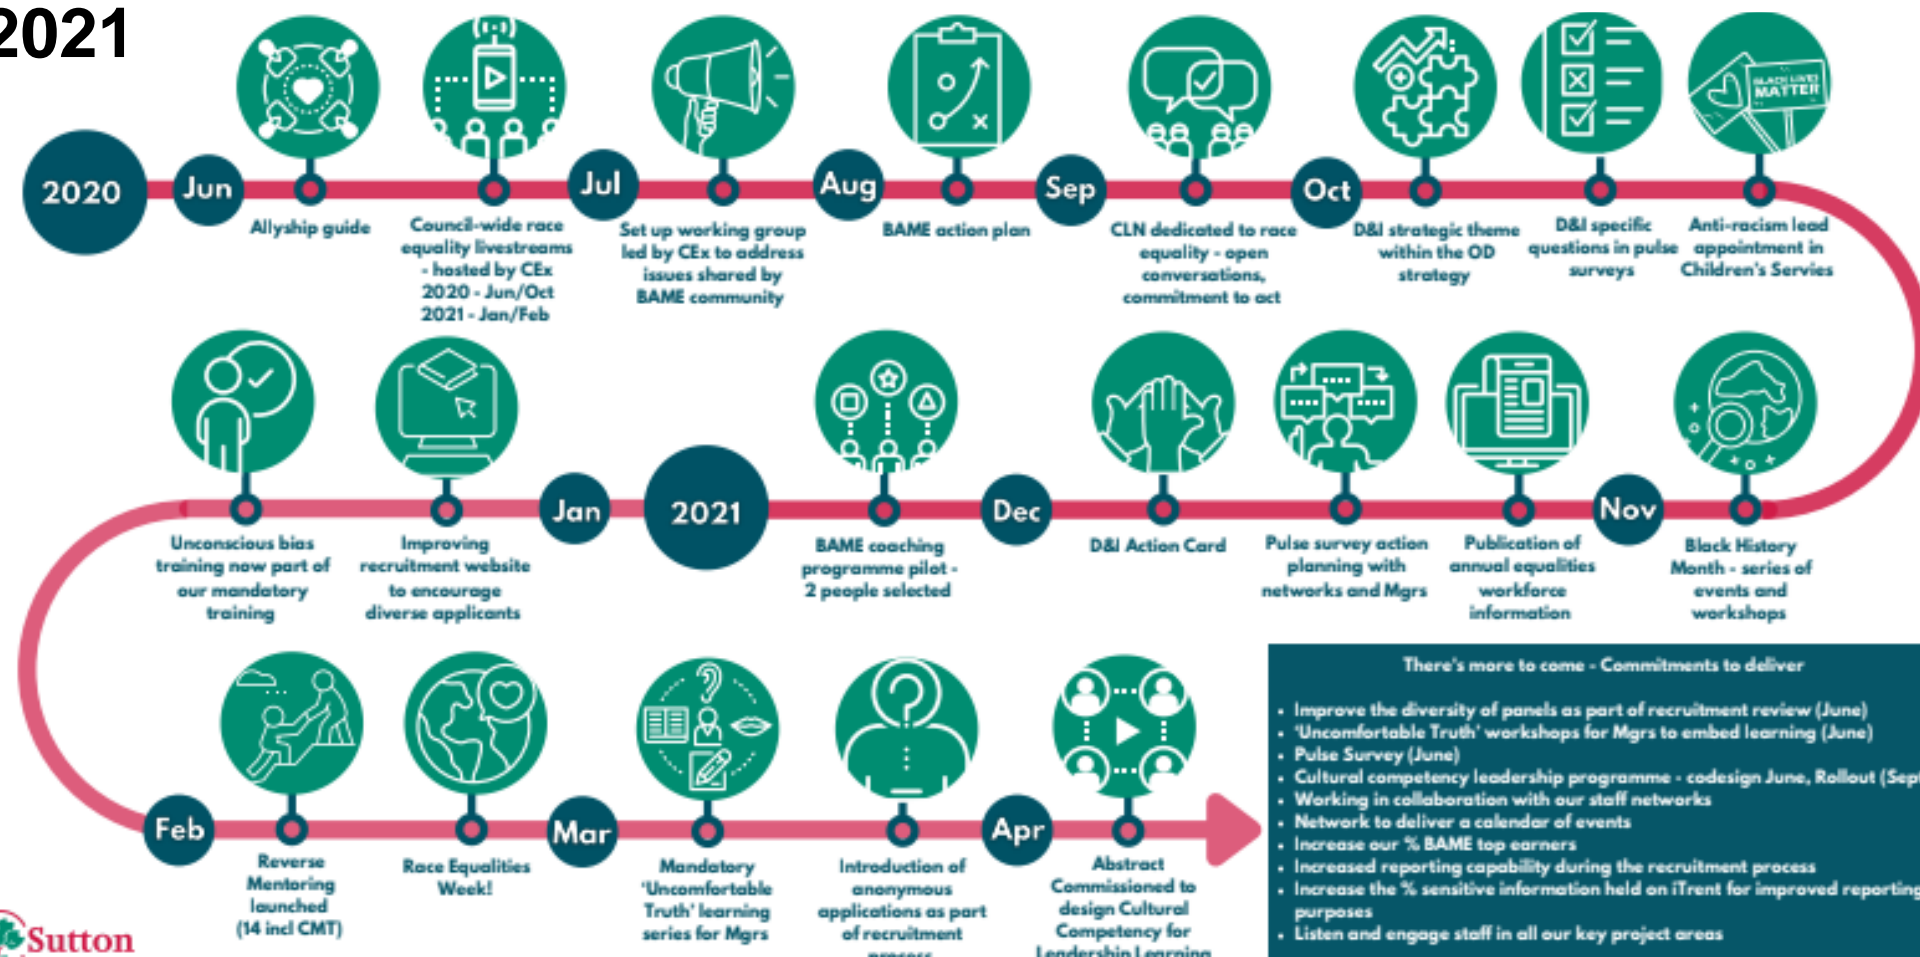 2021
2020
Jun
Allyship guide
Council-wide race
equality livestreams
- hosted by CEx
2020 - Jun/Oct
2021 - Jan/Feb
Jul
Set up working group
led by CEx to address
issues shared by
BAME community
Aug
BAME action plan
Sep
CLN dedicated to race
equality - open
conversations,
commitment to act
Oct
D&I strategic theme
within the OD
strategy
D&I specific
questions in pulse
surveys
BLACK LIVES
MATTER
Anti-racism lead
appointment in
Children's Servies
Black History
Month - series of
events and
workshops
Nov
Publication of
annual equalities
workforce
information
Pulse survey action
planning with
networks and Mgrs
D&I Action Card
Dec
BAME coaching
programme pilot -
2 people selected
2021
Jan
Improving
recruitment website
to encourage
diverse applicants
Unconscious bias
training now part of
our mandatory
training
Feb
Reverse
Mentoring
launched
(14 incl CMT)
Race Equalities
Week!
Mar
Mandatory
'Uncomfortable
Truth' learning
series for Mgrs
Introduction of
anonymous
applications as part
of recruitment
process
Apr
Abstract
Commissioned to
design Cultural
Competency for
Leadership Learning
There's more to come - Commitments to deliver
• Improve the diversity of panels as part of recruitment review (June)
• 'Uncomfortable Truth' workshops for Mgrs to embed learning (June)
• Pulse Survey (June)
• Cultural competency leadership programme - codesign June, Rollout (Sept
• Working in collaboration with our staff networks
• Network to deliver a calendar of events
• Increase our % BAME top earners
• Increased reporting capability during the recruitment process
• Increase the % sensitive information held on iTrent for improved reporting
purposes
• Listen and engage staff in all our key project areas
Sutton